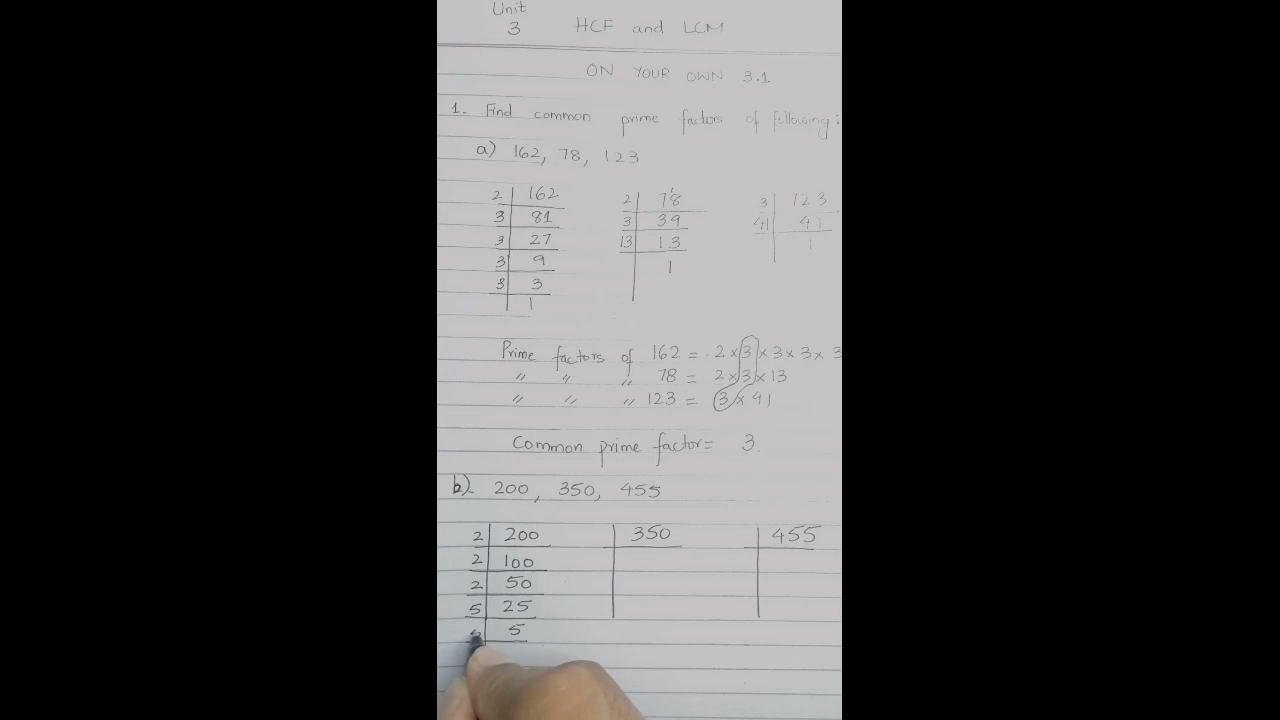 Unit
3 HCF and LCM
ON YOUR OWN 3.1
1. Find common prime factors of following:
a) 162, 78, 123
2 162 2 78 3 123
3 81 3 39 41 41
3 27 13 13 1
3 9 1
3 3
1
Prime factors of 162 = 2 × 3 × 3 × 3 × 3
〃 〃 〃 78 = 2 × 3 × 13
〃 〃 〃 123 = 3 × 41
Common prime factor = 3.
b). 200, 350, 455
2 200 350 455
2 100
2 50
5 25
5